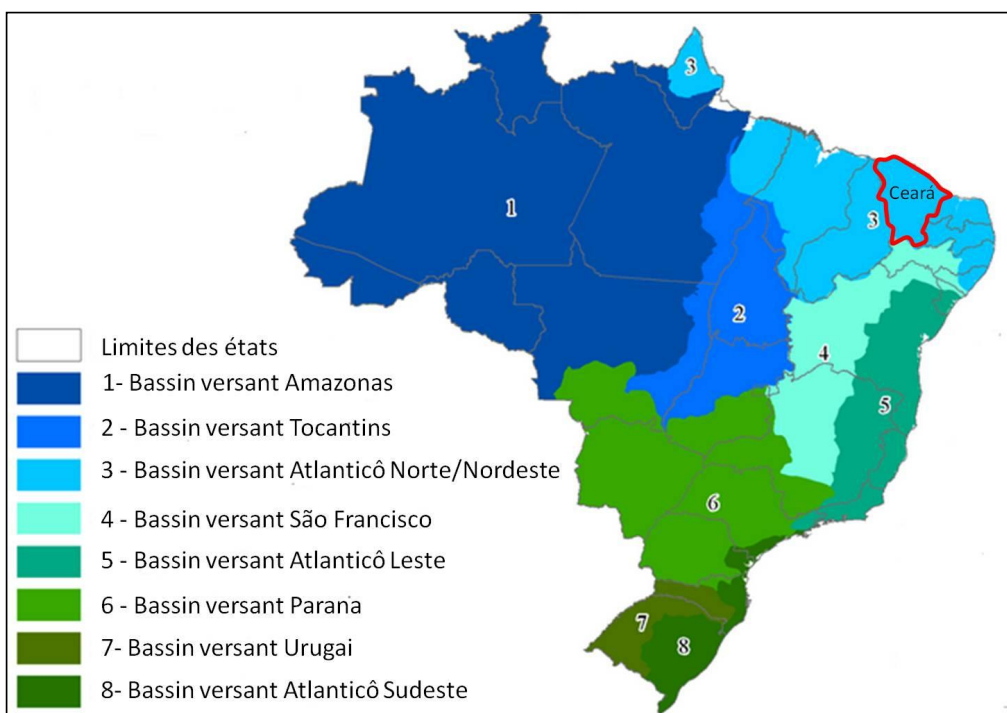 3
Ceará
3
1
2
4
5
6
7
8
Limites des états
1- Bassin versant Amazonas
2 - Bassin versant Tocantins
3 - Bassin versant Atlanticô Norte/Nordeste
4 - Bassin versant São Francisco
5 - Bassin versant Atlanticô Leste
6 - Bassin versant Parana
7- Bassin versant Urugai
8- Bassin versant Atlanticô Sudeste